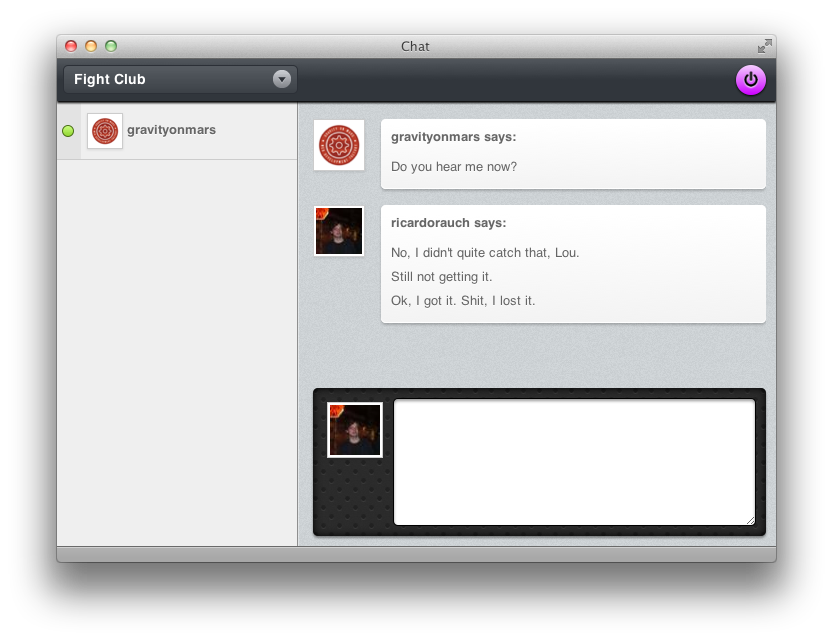 Chat
Fight Club
gravityonmars
gravityonmars says:
Do you hear me now?
ricardorauch says:
No, I didn't quite catch that, Lou.
Still not getting it.
Ok, I got it. Shit, I lost it.